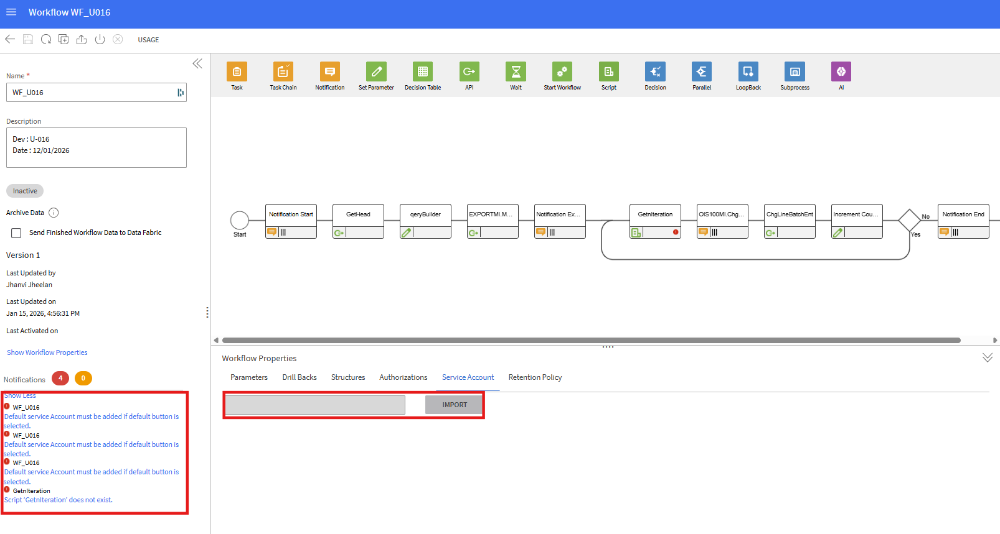 Workflow WF_U016
USAGE
Name *
WF_U016
Description
Dev : U-016
Date : 12/01/2026
Inactive
Archive Data
Send Finished Workflow Data to Data Fabric
Version 1
Last Updated by
Jhanvi Jheelan
Last Updated on
Jan 15, 2026, 4:56:31 PM
Last Activated on
Show Workflow Properties
Notifications 4 0
Show Less
WF_U016
Default service Account must be added if default button is
selected.
WF_U016
Default service Account must be added if default button is
selected.
WF_U016
Default service Account must be added if default button is
selected.
GetnIteration
Script ‘GetnIteration’ does not exist.
Task Task Chain Notification Set Parameter Decision Table API Wait Start Workflow Script Decision Parallel LoopBack Subprocess AI
Start
Notification Start
GetHead
qeryBuilder
EXPORTMI.M...
Notification Ex...
GetnIteration
OIS100MI.Chg...
ChgLineBatchEnt
Increment Cou...
No
Yes
Notification End
Workflow Properties
Parameters Drill Backs Structures Authorizations Service Account Retention Policy
IMPORT